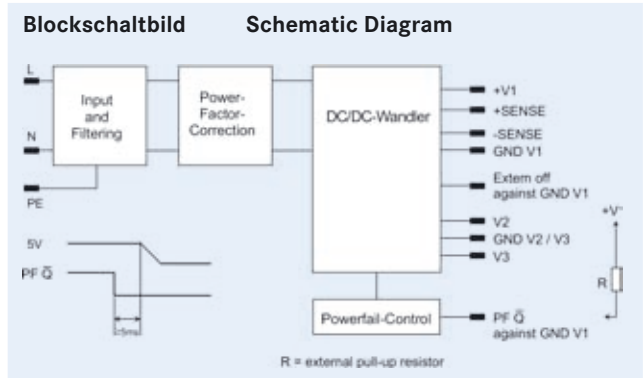 Blockschaltbild Schematic Diagram
L
N
PE
Input
and
Filtering
Power-
Factor-
Correction
DC/DC-Wandler
+V1
+SENSE
-SENSE
GND V1
Extern off
against GND V1
V2
GND V2 / V3
V3
Powerfail-Control
PF Q̅
against GND V1
5V
PF Q̅
R
R = external pull-up resistor